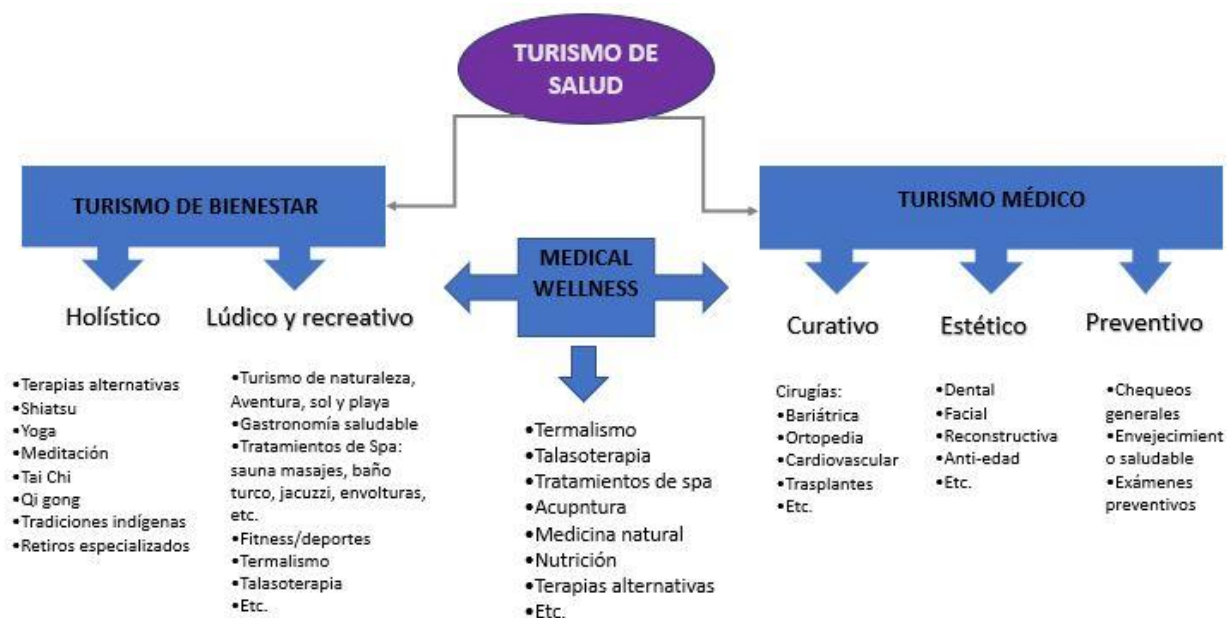 TURISMO DE
SALUD
TURISMO DE BIENESTAR
Holístico
•Terapias alternativas
•Shiatsu
•Yoga
•Meditación
•Tai Chi
•Qi gong
•Tradiciones indígenas
•Retiros especializados
Lúdico y recreativo
•Turismo de naturaleza,
Aventura, sol y playa
•Gastronomía saludable
•Tratamientos de Spa:
sauna masajes, baño
turco, jacuzzi, envolturas,
etc.
•Fitness/deportes
•Termalismo
•Talasoterapia
•Etc.
MEDICAL
WELLNESS
•Termalismo
•Talasoterapia
•Tratamientos de spa
•Acupntura
•Medicina natural
•Nutrición
•Terapias alternativas
•Etc.
TURISMO MÉDICO
Curativo
Cirugías:
•Bariátrica
•Ortopedia
•Cardiovascular
•Trasplantes
•Etc.
Estético
•Dental
•Facial
•Reconstructiva
•Anti-edad
•Etc.
Preventivo
•Chequeos
generales
•Envejecimient
o saludable
•Exámenes
preventivos